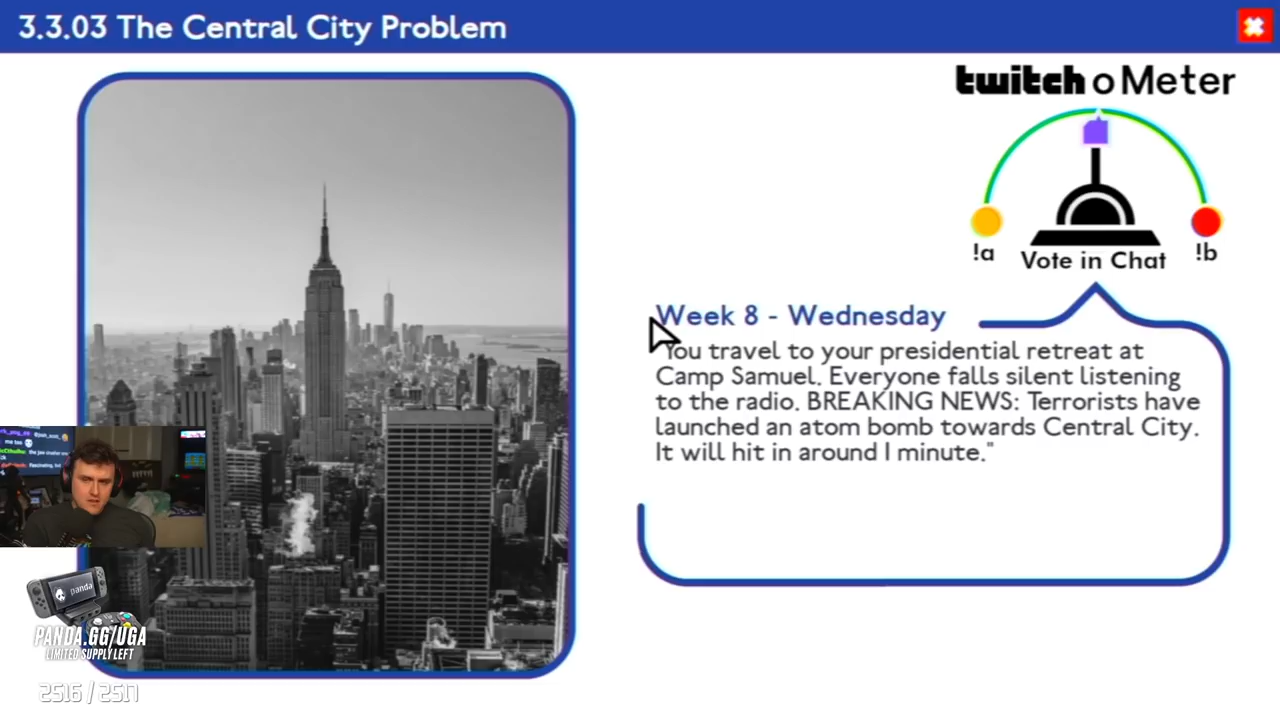 3.3.03 The Central City Problem
twitch o Meter
!a
Vote in Chat
!b
Week 8 - Wednesday
You travel to your presidential retreat at
Camp Samuel. Everyone falls silent listening
to the radio. BREAKING NEWS: Terrorists have
launched an atom bomb towards Central City.
It will hit in around 1 minute."
me too
panda
PANDA.GG/UGA
LIMITED SUPPLY LEFT
2516 / 2517